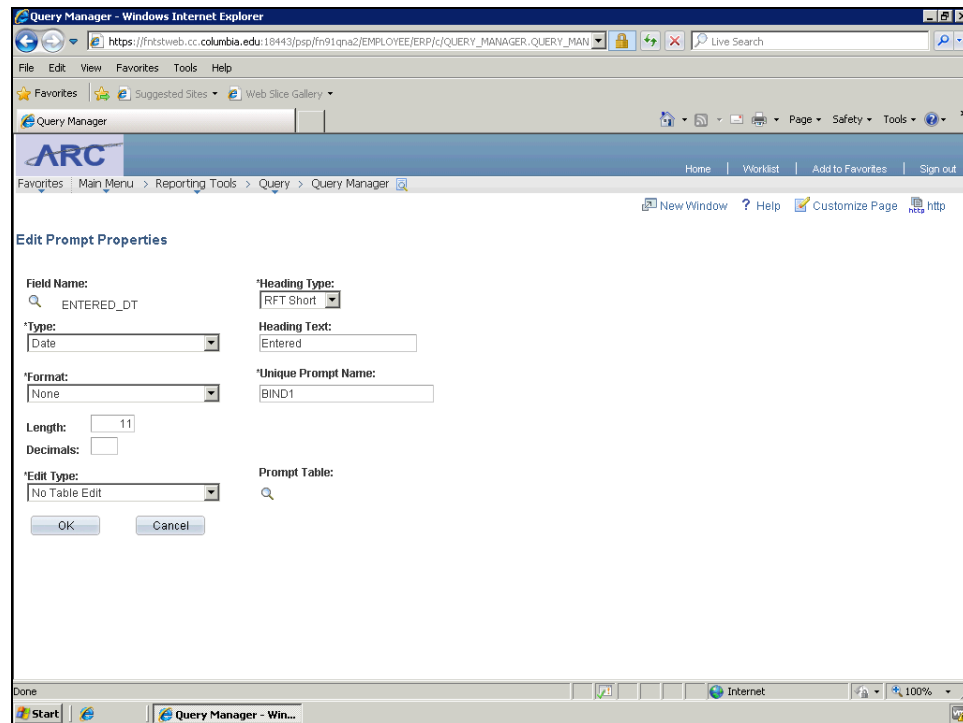 Query Manager - Windows Internet Explorer
https://fntstweb.cc.columbia.edu:18443/psp/fn91qna2/EMPLOYEE/ERP/c/QUERY_MANAGER.QUERY_MAN
Live Search
File Edit View Favorites Tools Help
Favorites Suggested Sites Web Slice Gallery
Query Manager Page Safety Tools
ARC
Home | Worklist | Add to Favorites | Sign out
Favorites Main Menu > Reporting Tools > Query > Query Manager
New Window ? Help Customize Page http
Edit Prompt Properties
Field Name: *Heading Type:
ENTERED_DT RFT Short
*Type: Heading Text:
Date Entered
*Format: *Unique Prompt Name:
None BIND1
Length: 11
Decimals:
*Edit Type: Prompt Table:
No Table Edit
OK Cancel
Done Internet 100%
Start Query Manager - Win...